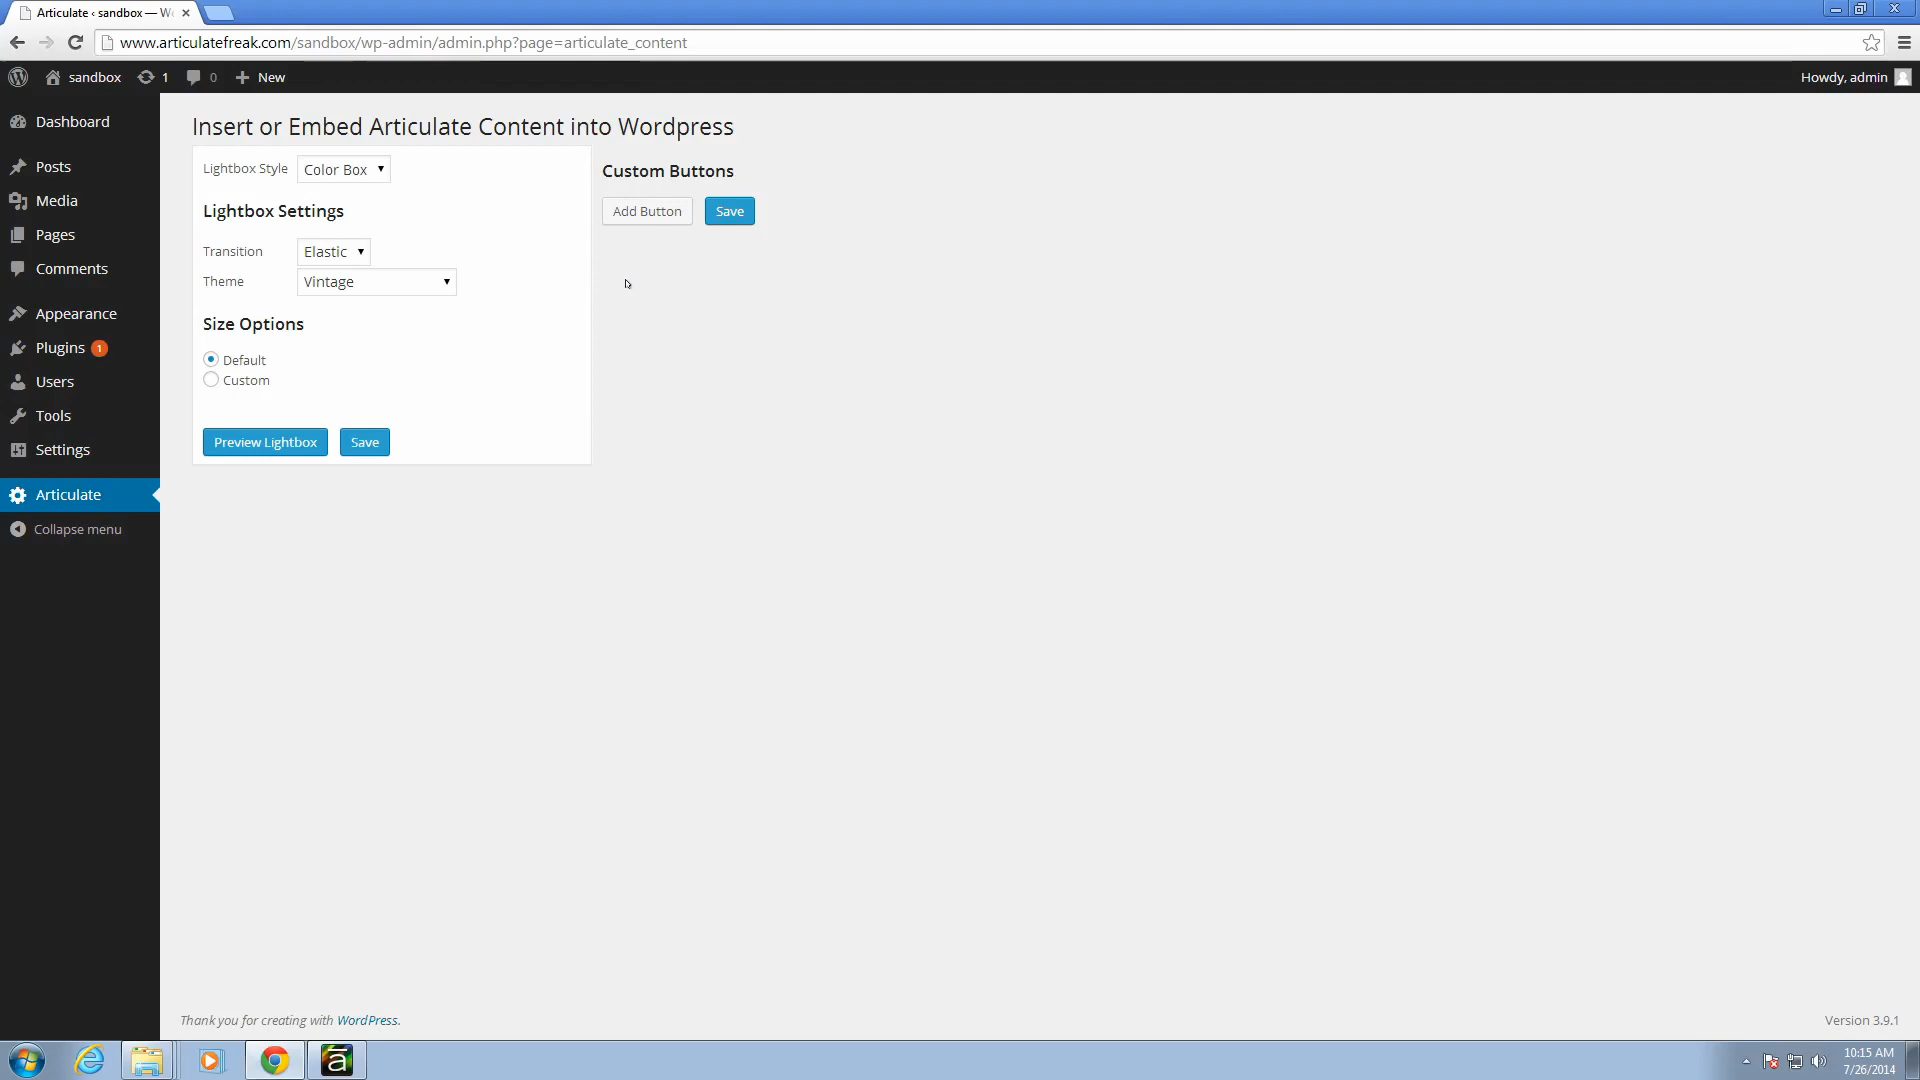 Articulate ‹ sandbox — W
www.articulatefreak.com/sandbox/wp-admin/admin.php?page=articulate_content
sandbox 1 0 New Howdy, admin
Dashboard
Posts
Media
Pages
Comments
Appearance
Plugins 1
Users
Tools
Settings
Articulate
Collapse menu
Insert or Embed Articulate Content into Wordpress
Lightbox Style Color Box
Lightbox Settings
Transition Elastic
Theme Vintage
Size Options
Default
Custom
Preview Lightbox Save
Custom Buttons
Add Button Save
Thank you for creating with WordPress. Version 3.9.1
10:15 AM
7/26/2014